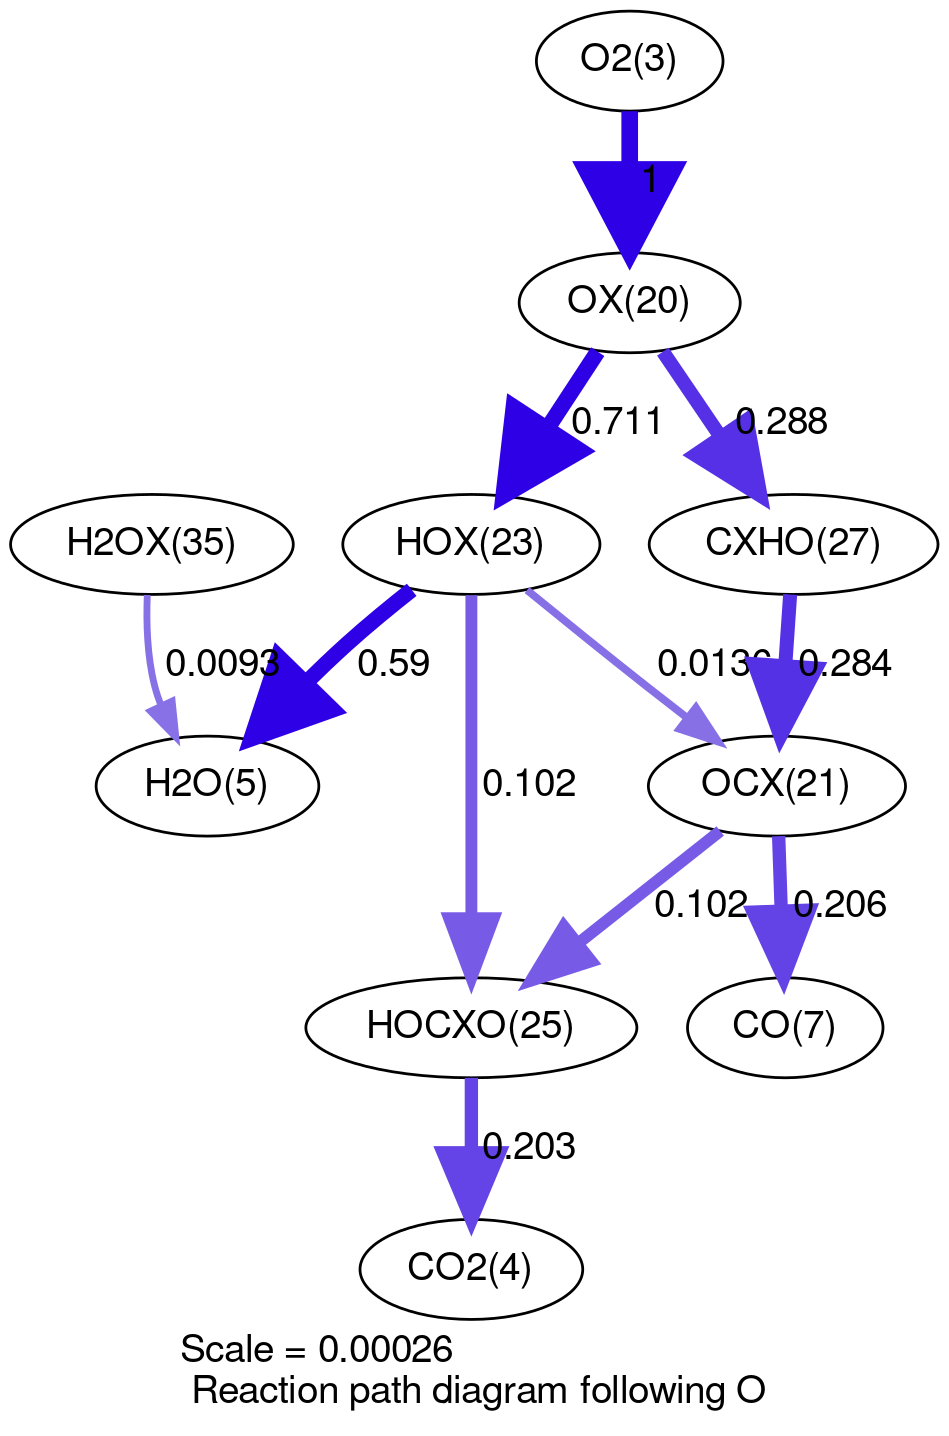 O2(3)
1
OX(20)
0.711
0.288
H2OX(35)
HOX(23)
CXHO(27)
0.0093
0.59
0.284
H2O(5)
0.102
OCX(21)
0.102
0.206
HOCXO(25)
CO(7)
0.203
CO2(4)
Scale = 0.00026
Reaction path diagram following O